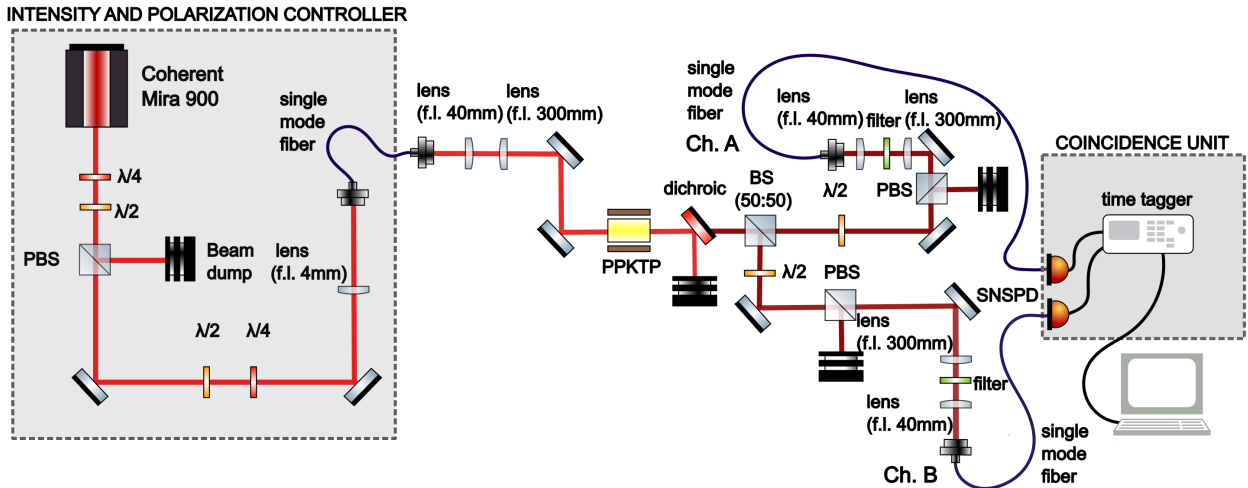 INTENSITY AND POLARIZATION CONTROLLER
Coherent
Mira 900
single
mode
fiber
λ/4
λ/2
PBS
Beam
dump
lens
(f.l. 4mm)
λ/2
λ/4
lens
(f.l. 40mm)
lens
(f.l. 300mm)
PPKTP
dichroic
BS
(50:50)
single
mode
fiber
Ch. A
lens
(f.l. 40mm)
filter
lens
(f.l. 300mm)
λ/2
PBS
λ/2
PBS
lens
(f.l. 300mm)
filter
lens
(f.l. 40mm)
Ch. B
single
mode
fiber
COINCIDENCE UNIT
time tagger
SNSPD